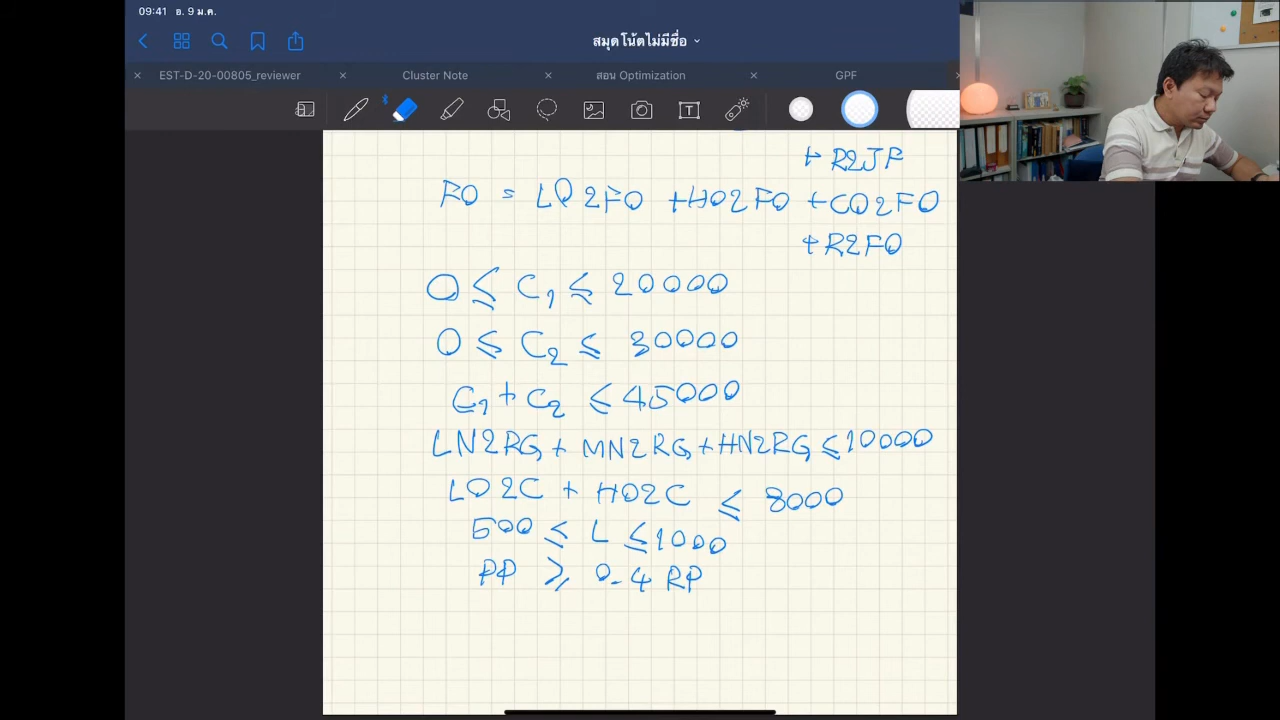 09:41 อ. 9 ม.ค.
สมุดโน้ตไม่มีชื่อ
EST-D-20-00805_reviewer
Cluster Note
สอน Optimization
GPF
+ R2JF
FO = LO2FO + HO2FO + CO2FO
+ R2FO
0 ≤ C₁ ≤ 20000
0 ≤ C₂ ≤ 30000
C₁ + C₂ ≤ 45000
LN2RG + MN2RG + HN2RG ≤ 10000
LO2C + HO2C ≤ 8000
500 ≤ L ≤ 1000
PP ≥ 0.4 RP